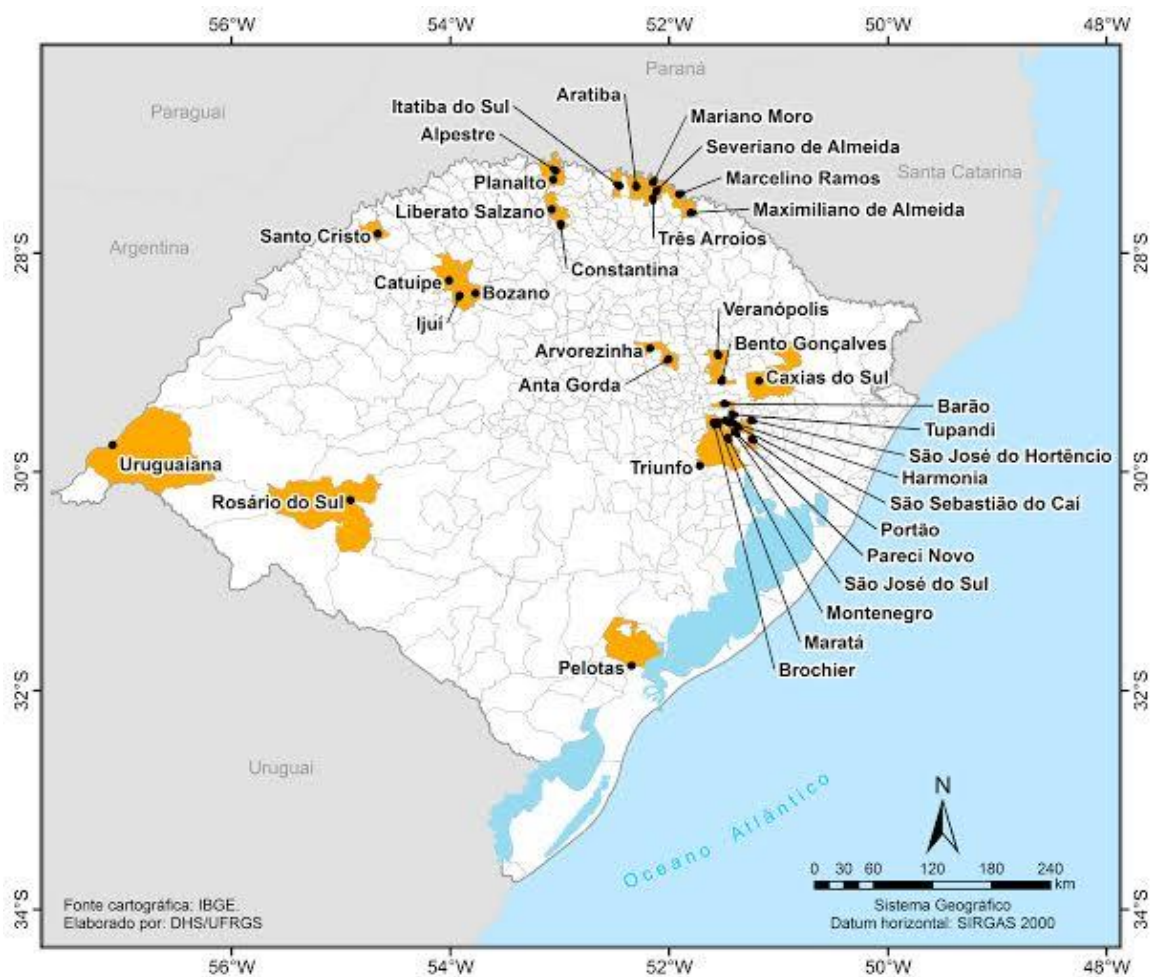 56°W 54°W 52°W 50°W 48°W
Paraná
Paraguai
Aratiba
Itatiba do Sul
Mariano Moro
Alpestre
Severiano de Almeida
Planalto
Marcelino Ramos
Santa Catarina
Liberato Salzano
Maximiliano de Almeida
Santo Cristo
Três Arroios
Argentina
28°S
28°S
Constantina
Catuipe
Bozano
Ijuí
Veranópolis
Arvorezinha
Bento Gonçalves
Anta Gorda
Caxias do Sul
Barão
Tupandi
São José do Hortêncio
Uruguaiana
Triunfo
Harmonia
30°S
30°S
Rosário do Sul
São Sebastião do Caí
Portão
Pareci Novo
São José do Sul
Montenegro
Maratá
Pelotas
Brochier
32°S
32°S
Uruguai
Oceano Atlântico
N
0 30 60 120 180 240
km
Fonte cartográfica: IBGE.
Elaborado por: DHS/UFRGS
Sistema Geográfico
Datum horizontal: SIRGAS 2000
34°S
34°S
56°W 54°W 52°W 50°W 48°W